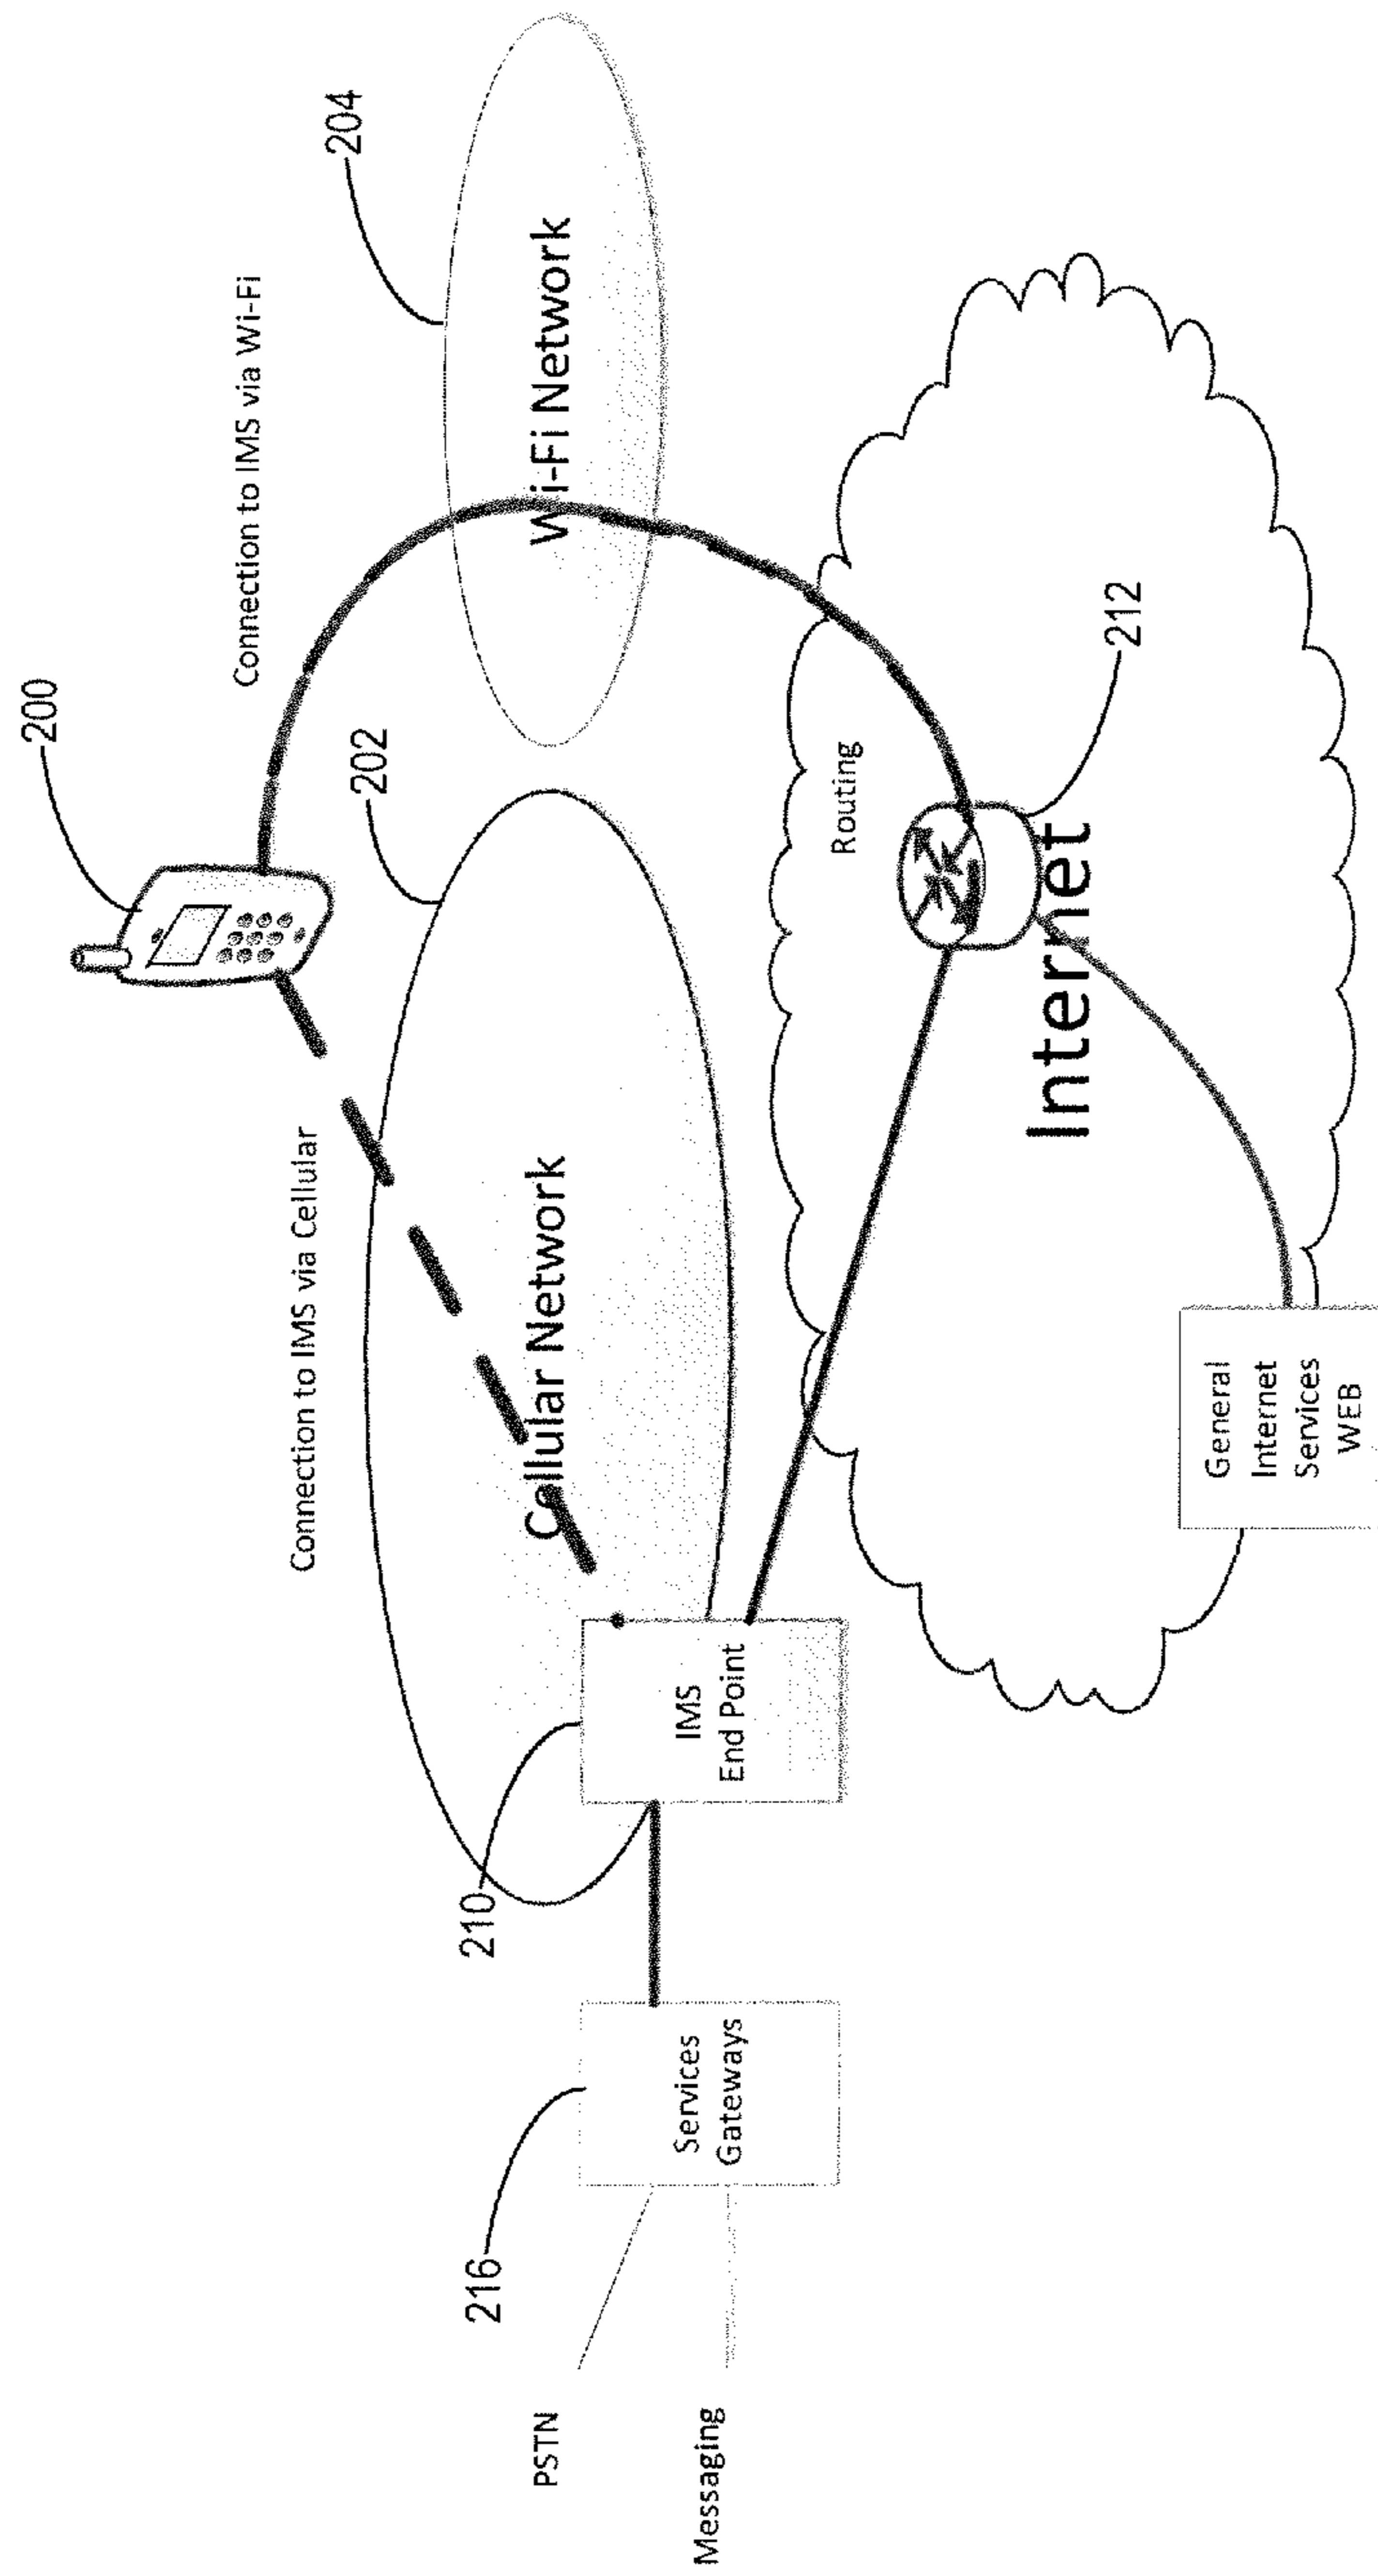 200
Connection to IMS via Wi-Fi
204
202
Connection to IMS via Cellular
Cellular Network
Wi-Fi Network
210
216
PSTN
Messaging
Services
Gateways
IMS
End Point
Routing
212
Internet
General
Internet
Services
WEB